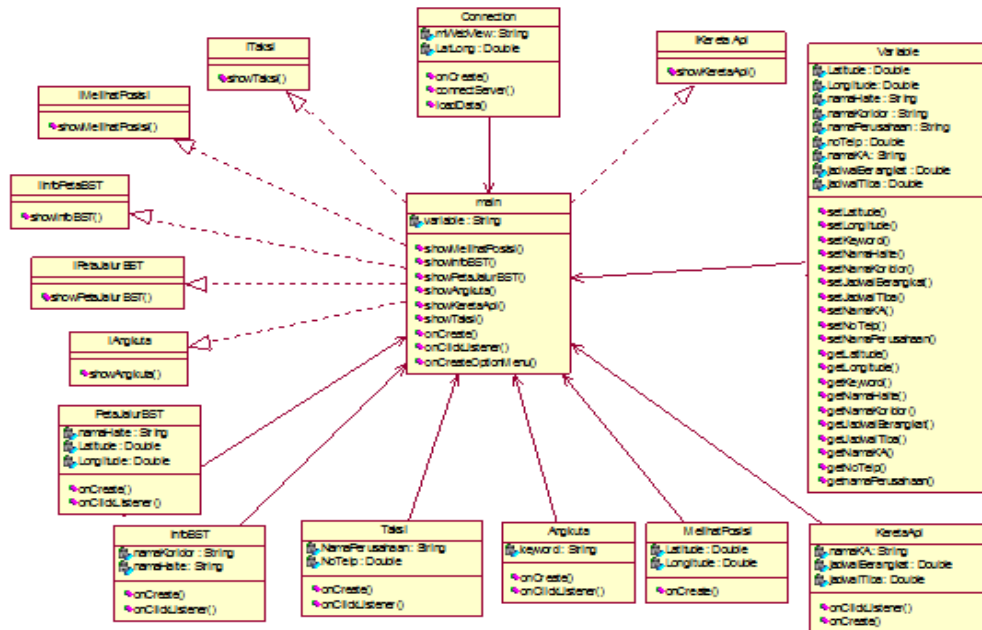 Connection
mWebView : String
LatLong : Double
onCreate()
connectServer()
loadData()
ITaksi
showTaksi()
IKereta Api
showKeretaApi()
Variable
Latitude : Double
Longitude : Double
namaHalte : String
namaKoridor : String
namaPerusahaan : String
noTelp : Double
namaKA : String
jadwalBerangkat : Double
jadwalTiba : Double
setLatitude()
setLongitude()
setKeyword()
setNamaHalte()
setNamaKoridor()
setJadwalBerangkat()
setJadwalTiba()
setNamaKA()
setNoTelp()
setNamaPerusahaan()
getLatitude()
getLongitude()
getKeyword()
getNamaHalte()
getNamaKoridor()
getJadwalBerangkat()
getJadwalTiba()
getNamaKA()
getNoTelp()
getnamaPerusahaan()
IMelihatPosisi
showMelihatPosisi()
IInfoPetaBST
showInfoBST()
IPetaJalurBST
showPetaJalurBST()
IAngkuta
showAngkuta()
main
variable : String
showMelihatPosisi()
showInfoBST()
showPetaJalurBST()
showAngkuta()
showKeretaApi()
showTaksi()
onCreate()
onClickListener()
onCreateOptionMenu()
PetaJalurBST
namaHalte : String
Latitude : Double
Longitude : Double
onCreate()
onClickListener()
InfoBST
namaKoridor : String
namaHalte : String
onCreate()
onClickListener()
Taksi
NamaPerusahaan : String
NoTelp : Double
onCreate()
onClickListener()
Angkuta
keyword : String
onCreate()
onClickListener()
MelihatPosisi
Latitude : Double
Longitude : Double
onCreate()
KeretaApi
namaKA : String
jadwalBerangkat : Double
jadwalTiba : Double
onClickListener()
onCreate()